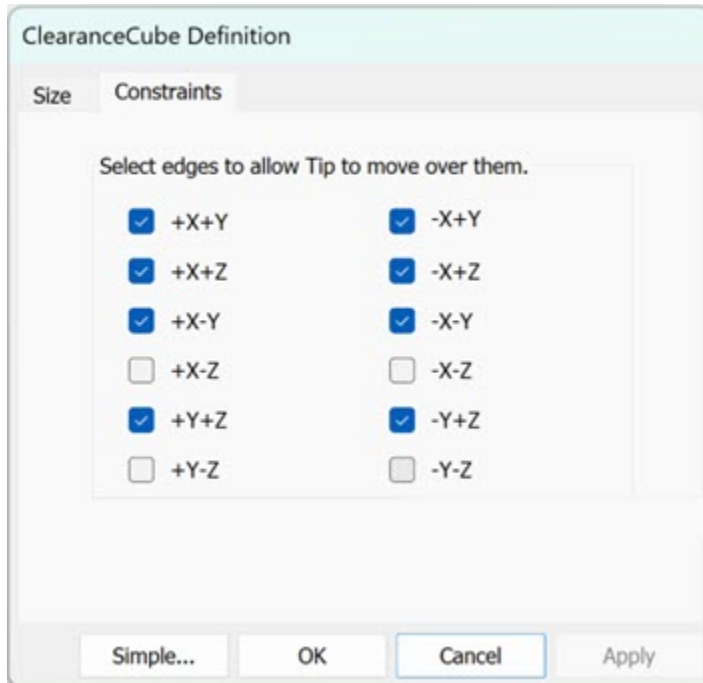 ClearanceCube Definition
Size Constraints
Select edges to allow Tip to move over them.
+X+Y -X+Y
+X+Z -X+Z
+X-Y -X-Y
+X-Z -X-Z
+Y+Z -Y+Z
+Y-Z -Y-Z
Simple... OK Cancel Apply